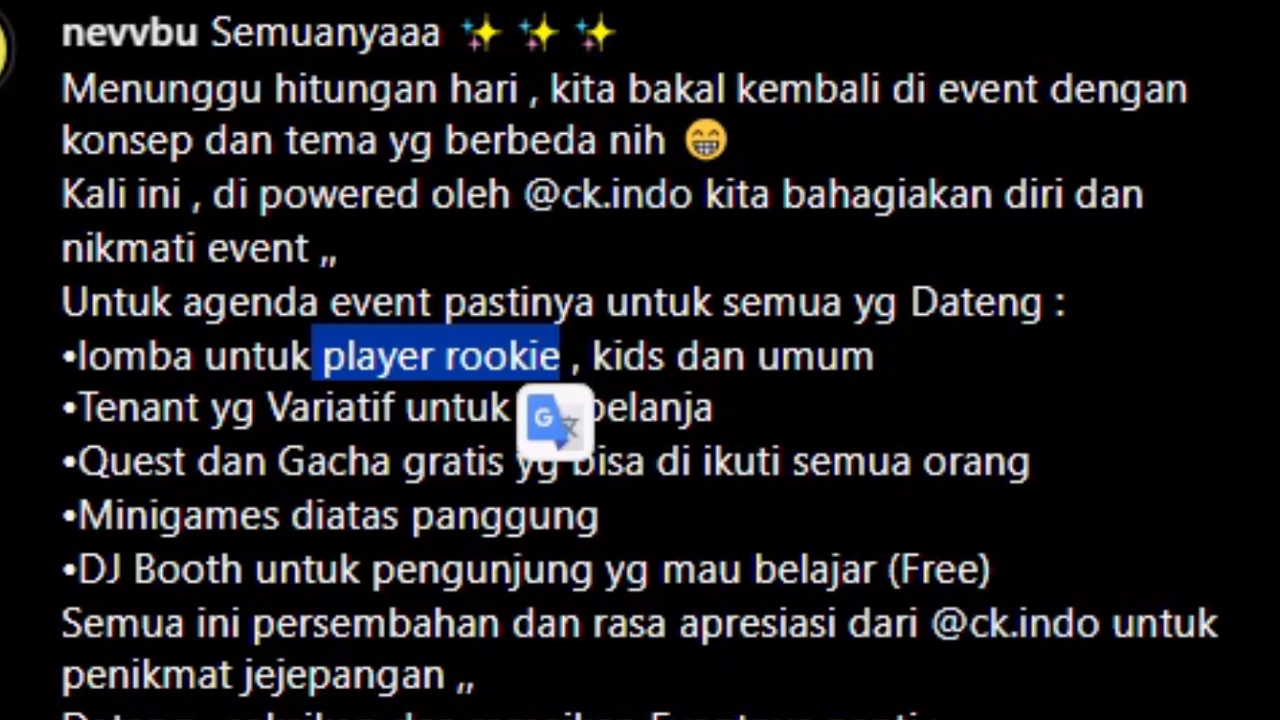 nevvbu Semuanyaaa ✨ ✨ ✨
Menunggu hitungan hari , kita bakal kembali di event dengan
konsep dan tema yg berbeda nih 😁
Kali ini , di powered oleh @ck.indo kita bahagiakan diri dan
nikmati event ,,
Untuk agenda event pastinya untuk semua yg Dateng :
•lomba untuk player rookie , kids dan umum
•Tenant yg Variatif untuk belanja
•Quest dan Gacha gratis yg bisa di ikuti semua orang
•Minigames diatas panggung
•DJ Booth untuk pengunjung yg mau belajar (Free)
Semua ini persembahan dan rasa apresiasi dari @ck.indo untuk
penikmat jejepangan ,,